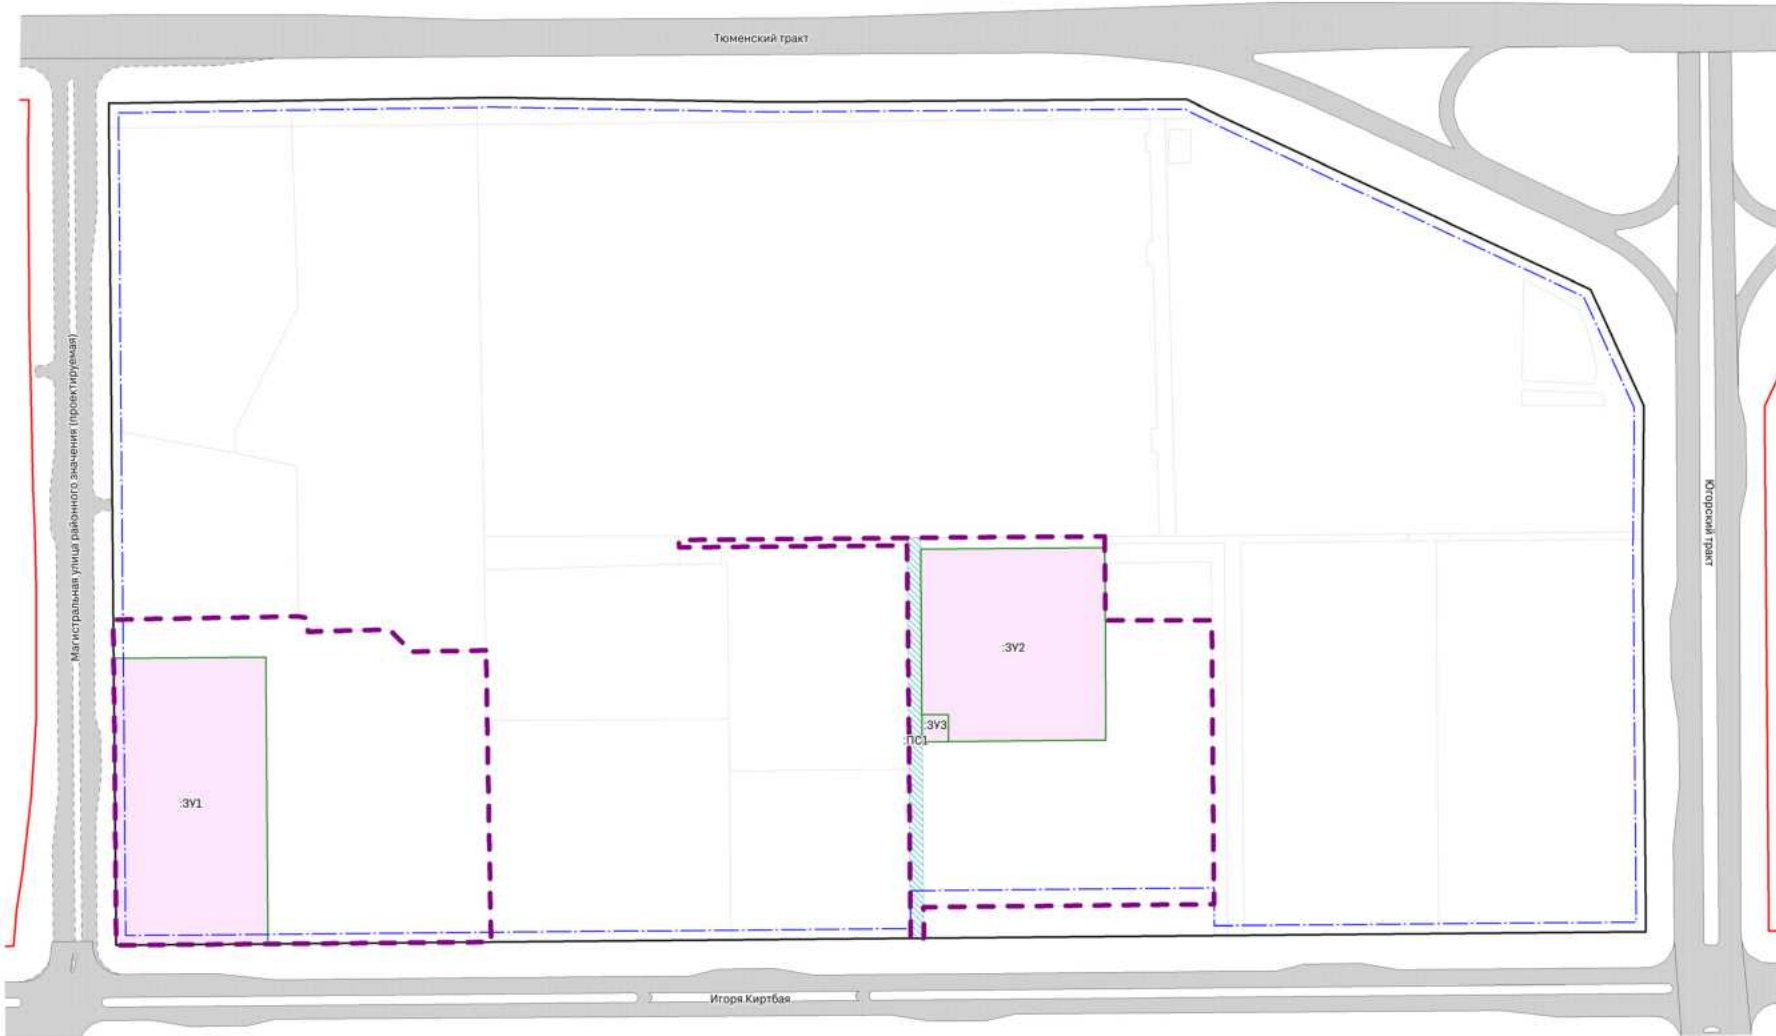 Тюменский тракт
Магистральная улица районного значения (проектируемая)
Югорский тракт
:ЗУ2
:ЗУ3
:ПС1
:ЗУ1
Игоря Киртбая